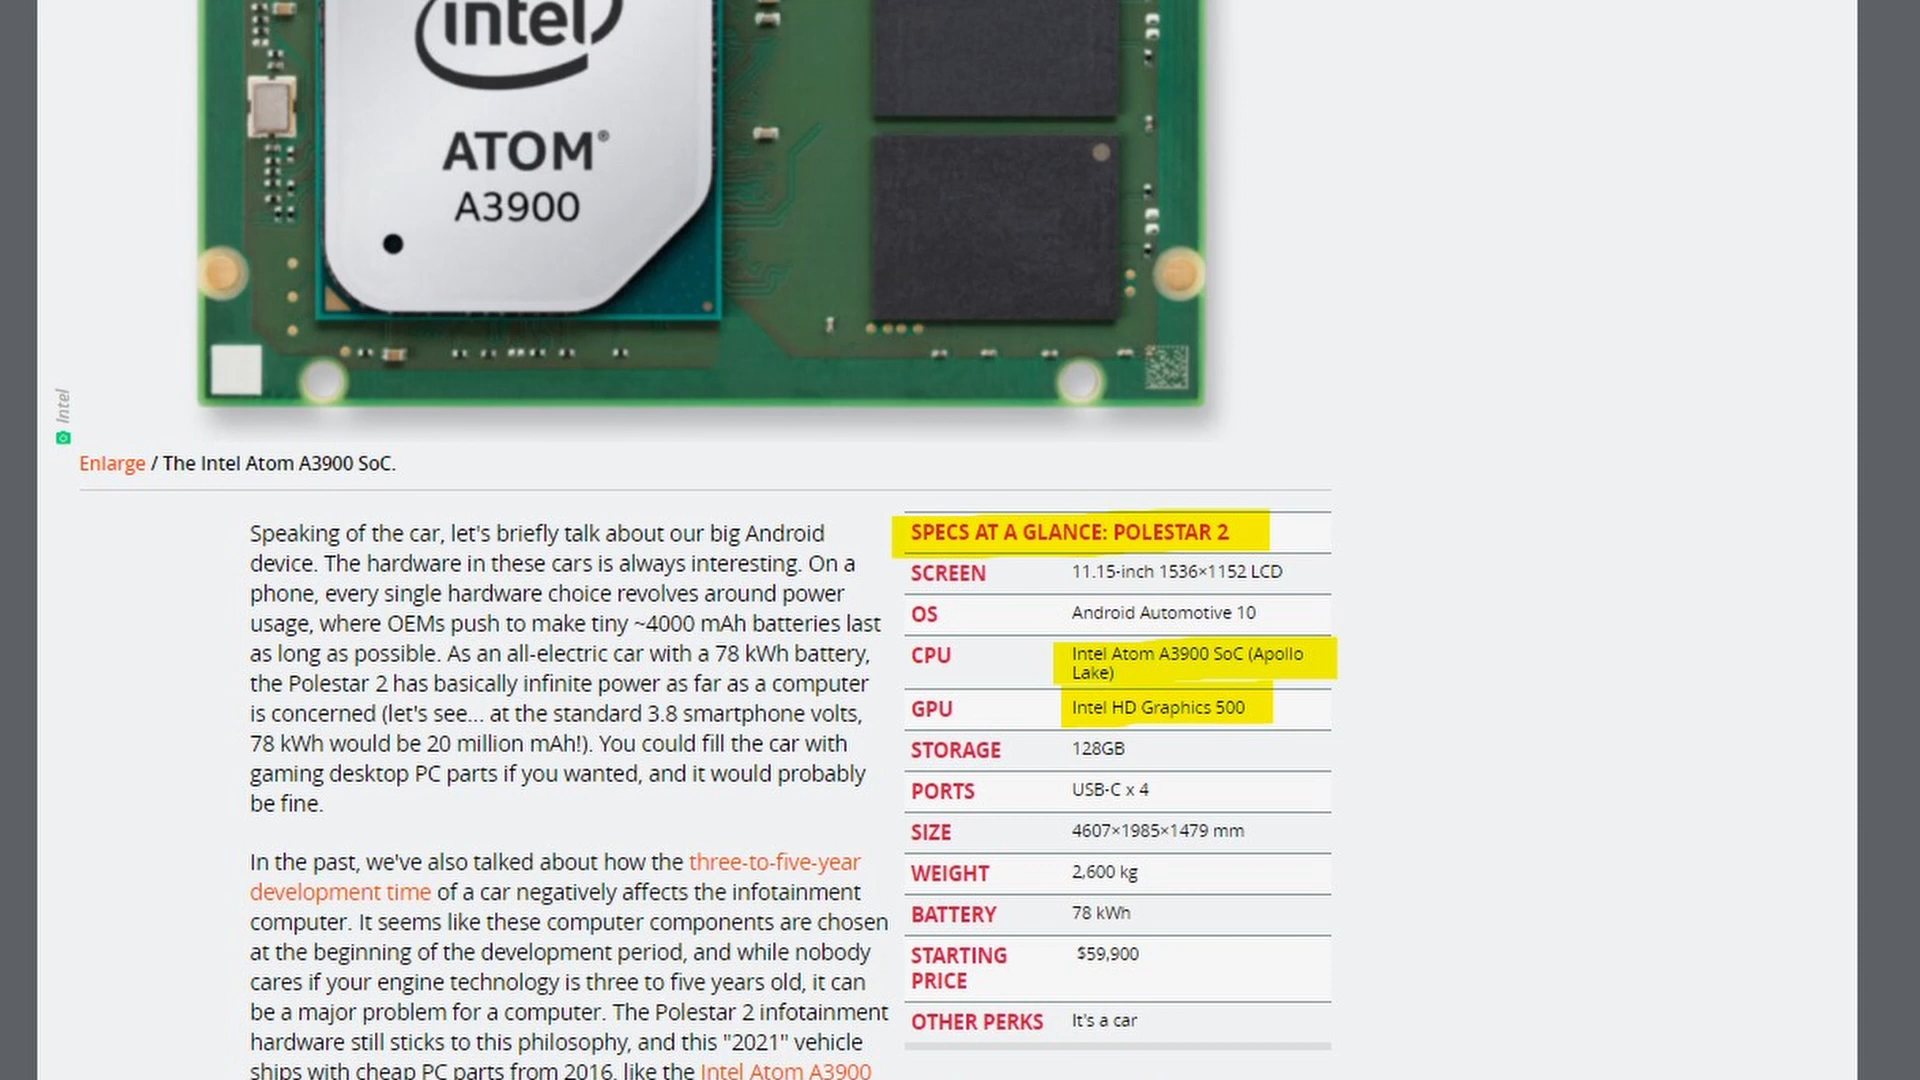 intel
ATOM®
A3900
Intel
Enlarge / The Intel Atom A3900 SoC.
Speaking of the car, let's briefly talk about our big Android
device. The hardware in these cars is always interesting. On a
phone, every single hardware choice revolves around power
usage, where OEMs push to make tiny ~4000 mAh batteries last
as long as possible. As an all-electric car with a 78 kWh battery,
the Polestar 2 has basically infinite power as far as a computer
is concerned (let's see... at the standard 3.8 smartphone volts,
78 kWh would be 20 million mAh!). You could fill the car with
gaming desktop PC parts if you wanted, and it would probably
be fine.
In the past, we've also talked about how the three-to-five-year
development time of a car negatively affects the infotainment
computer. It seems like these computer components are chosen
at the beginning of the development period, and while nobody
cares if your engine technology is three to five years old, it can
be a major problem for a computer. The Polestar 2 infotainment
hardware still sticks to this philosophy, and this "2021" vehicle
ships with cheap PC parts from 2016, like the Intel Atom A3900
SPECS AT A GLANCE: POLESTAR 2
SCREEN 11.15-inch 1536×1152 LCD
OS Android Automotive 10
CPU Intel Atom A3900 SoC (Apollo
Lake)
GPU Intel HD Graphics 500
STORAGE 128GB
PORTS USB-C x 4
SIZE 4607×1985×1479 mm
WEIGHT 2,600 kg
BATTERY 78 kWh
STARTING $59,900
PRICE
OTHER PERKS It's a car